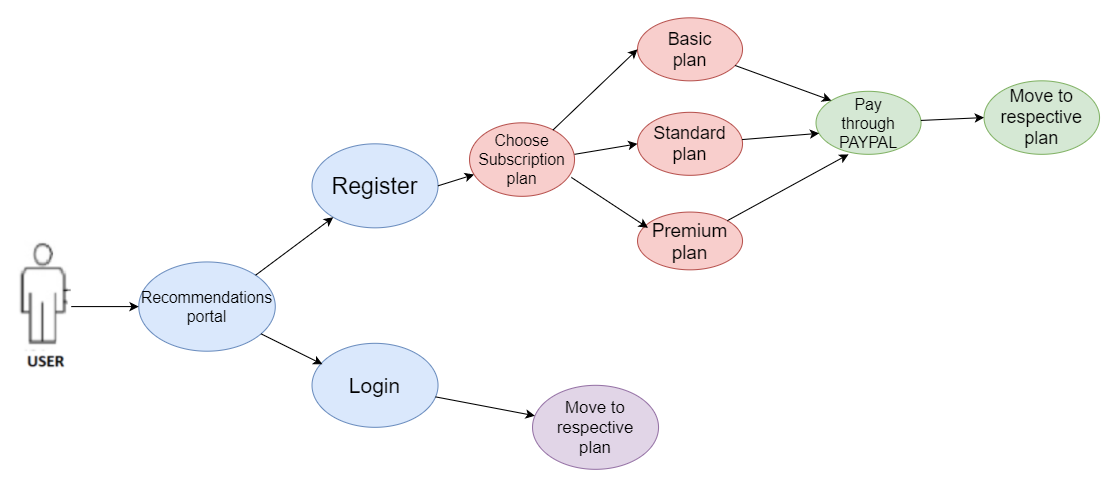 USER
Recommendations
portal
Register
Login
Choose
Subscription
plan
Basic
plan
Standard
plan
Premium
plan
Pay
through
PAYPAL
Move to
respective
plan
Move to
respective
plan